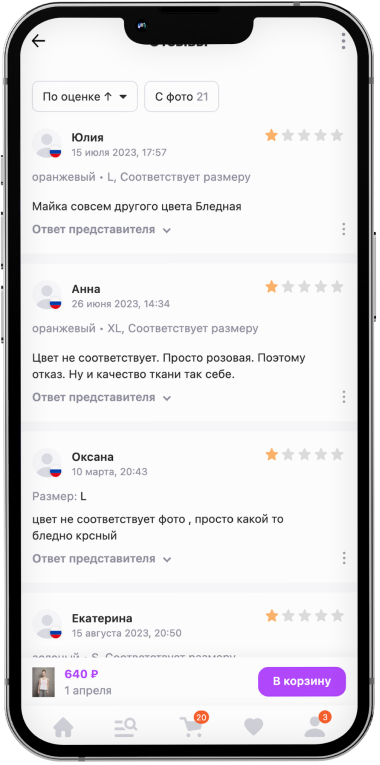 По оценке ↑
С фото 21
Юлия
15 июля 2023, 17:57
оранжевый • L, Соответствует размеру
Майка совсем другого цвета Бледная
Ответ представителя
Анна
26 июня 2023, 14:34
оранжевый • XL, Соответствует размеру
Цвет не соответствует. Просто розовая. Поэтому
отказ. Ну и качество ткани так себе.
Ответ представителя
Оксана
10 марта, 20:43
Размер: L
цвет не соответствует фото , просто какой то
бледно крсный
Ответ представителя
Екатерина
15 августа 2023, 20:50
зеленый • S, Соответствует размеру
640 ₽
1 апреля
В корзину
20
3